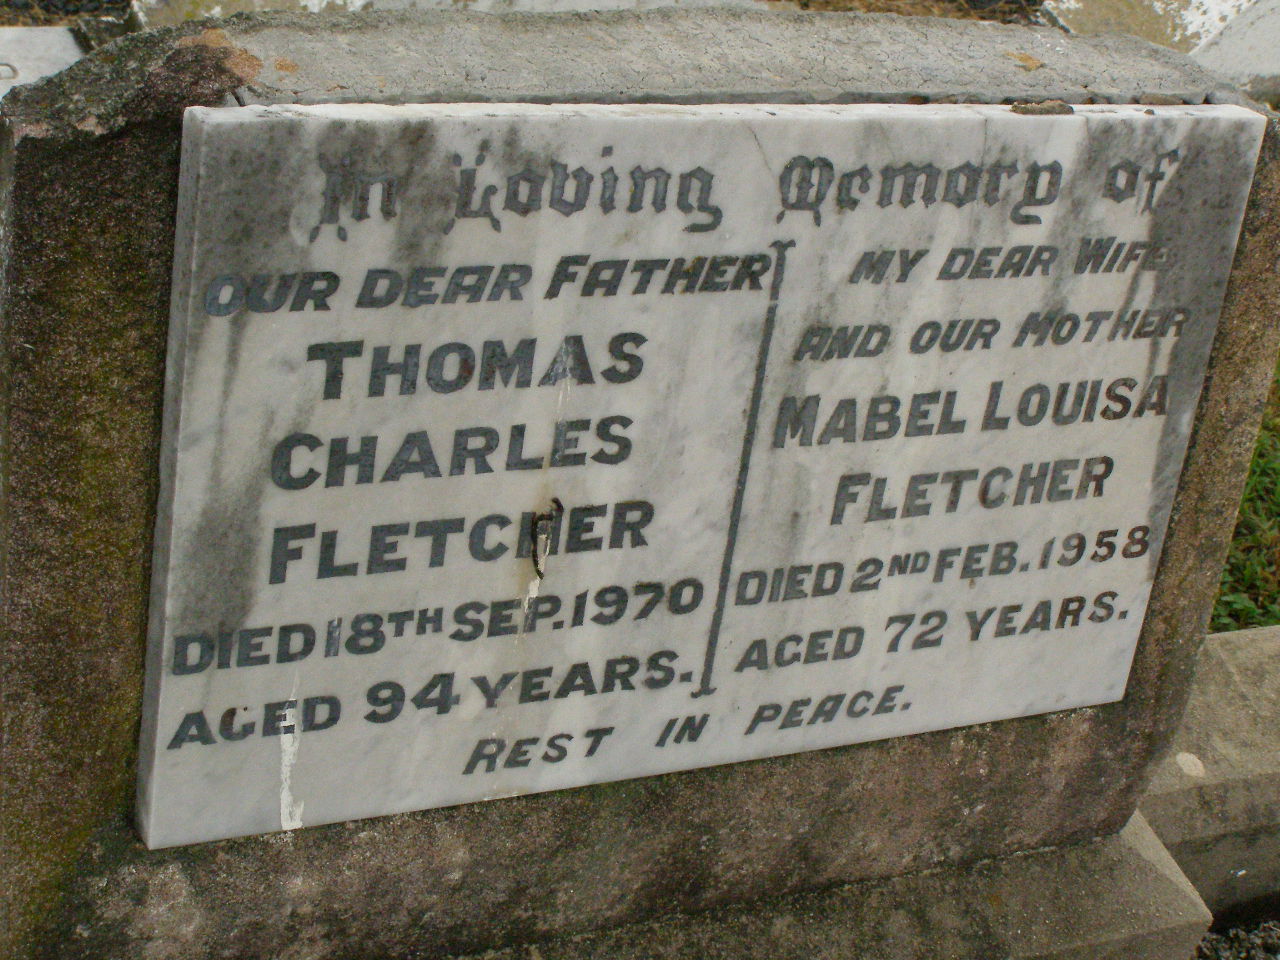 In Loving Memory of
OUR DEAR FATHER
THOMAS
CHARLES
FLETCHER
DIED 18TH SEP. 1970
AGED 94 YEARS.
MY DEAR WIFE
AND OUR MOTHER
MABEL LOUISA
FLETCHER
DIED 2ND FEB. 1958
AGED 72 YEARS.
REST IN PEACE.